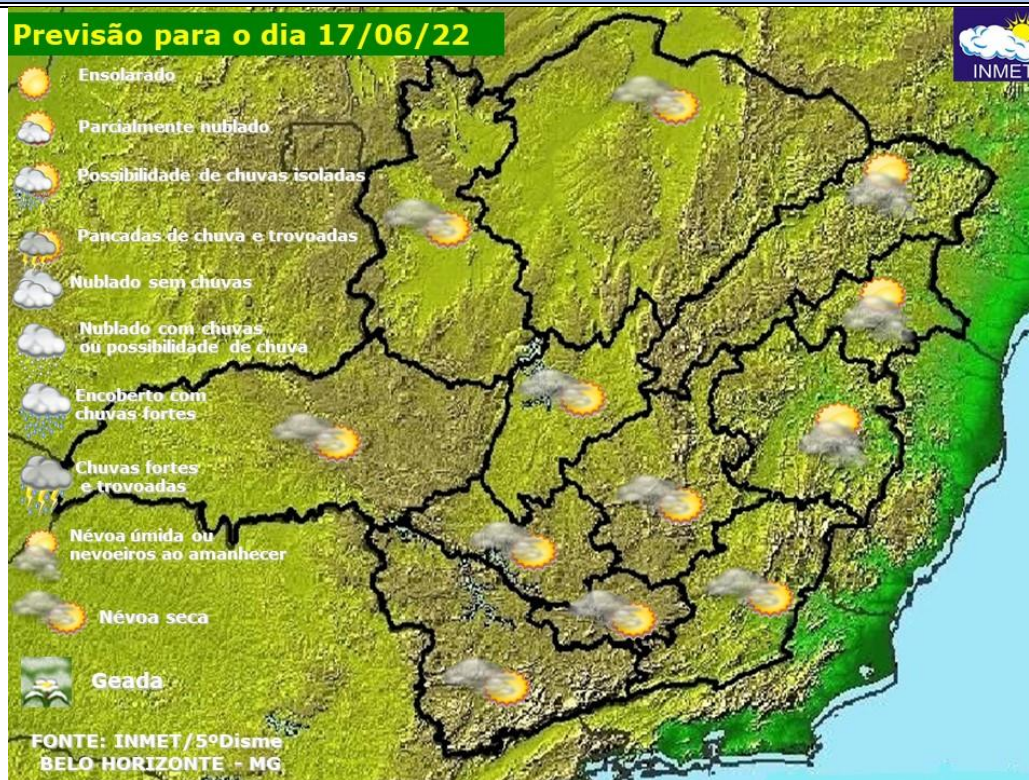 Previsão para o dia 17/06/22
INMET
Ensolarado
Parcialmente nublado
Possibilidade de chuvas isoladas
Pancadas de chuva e trovoadas
Nublado sem chuvas
Nublado com chuvas
ou possibilidade de chuva
Encoberto com
chuvas fortes
Chuvas fortes
e trovoadas
Névoa úmida ou
nevoeiros ao amanhecer
Névoa seca
Geada
FONTE: INMET/5ºDisme
BELO HORIZONTE - MG